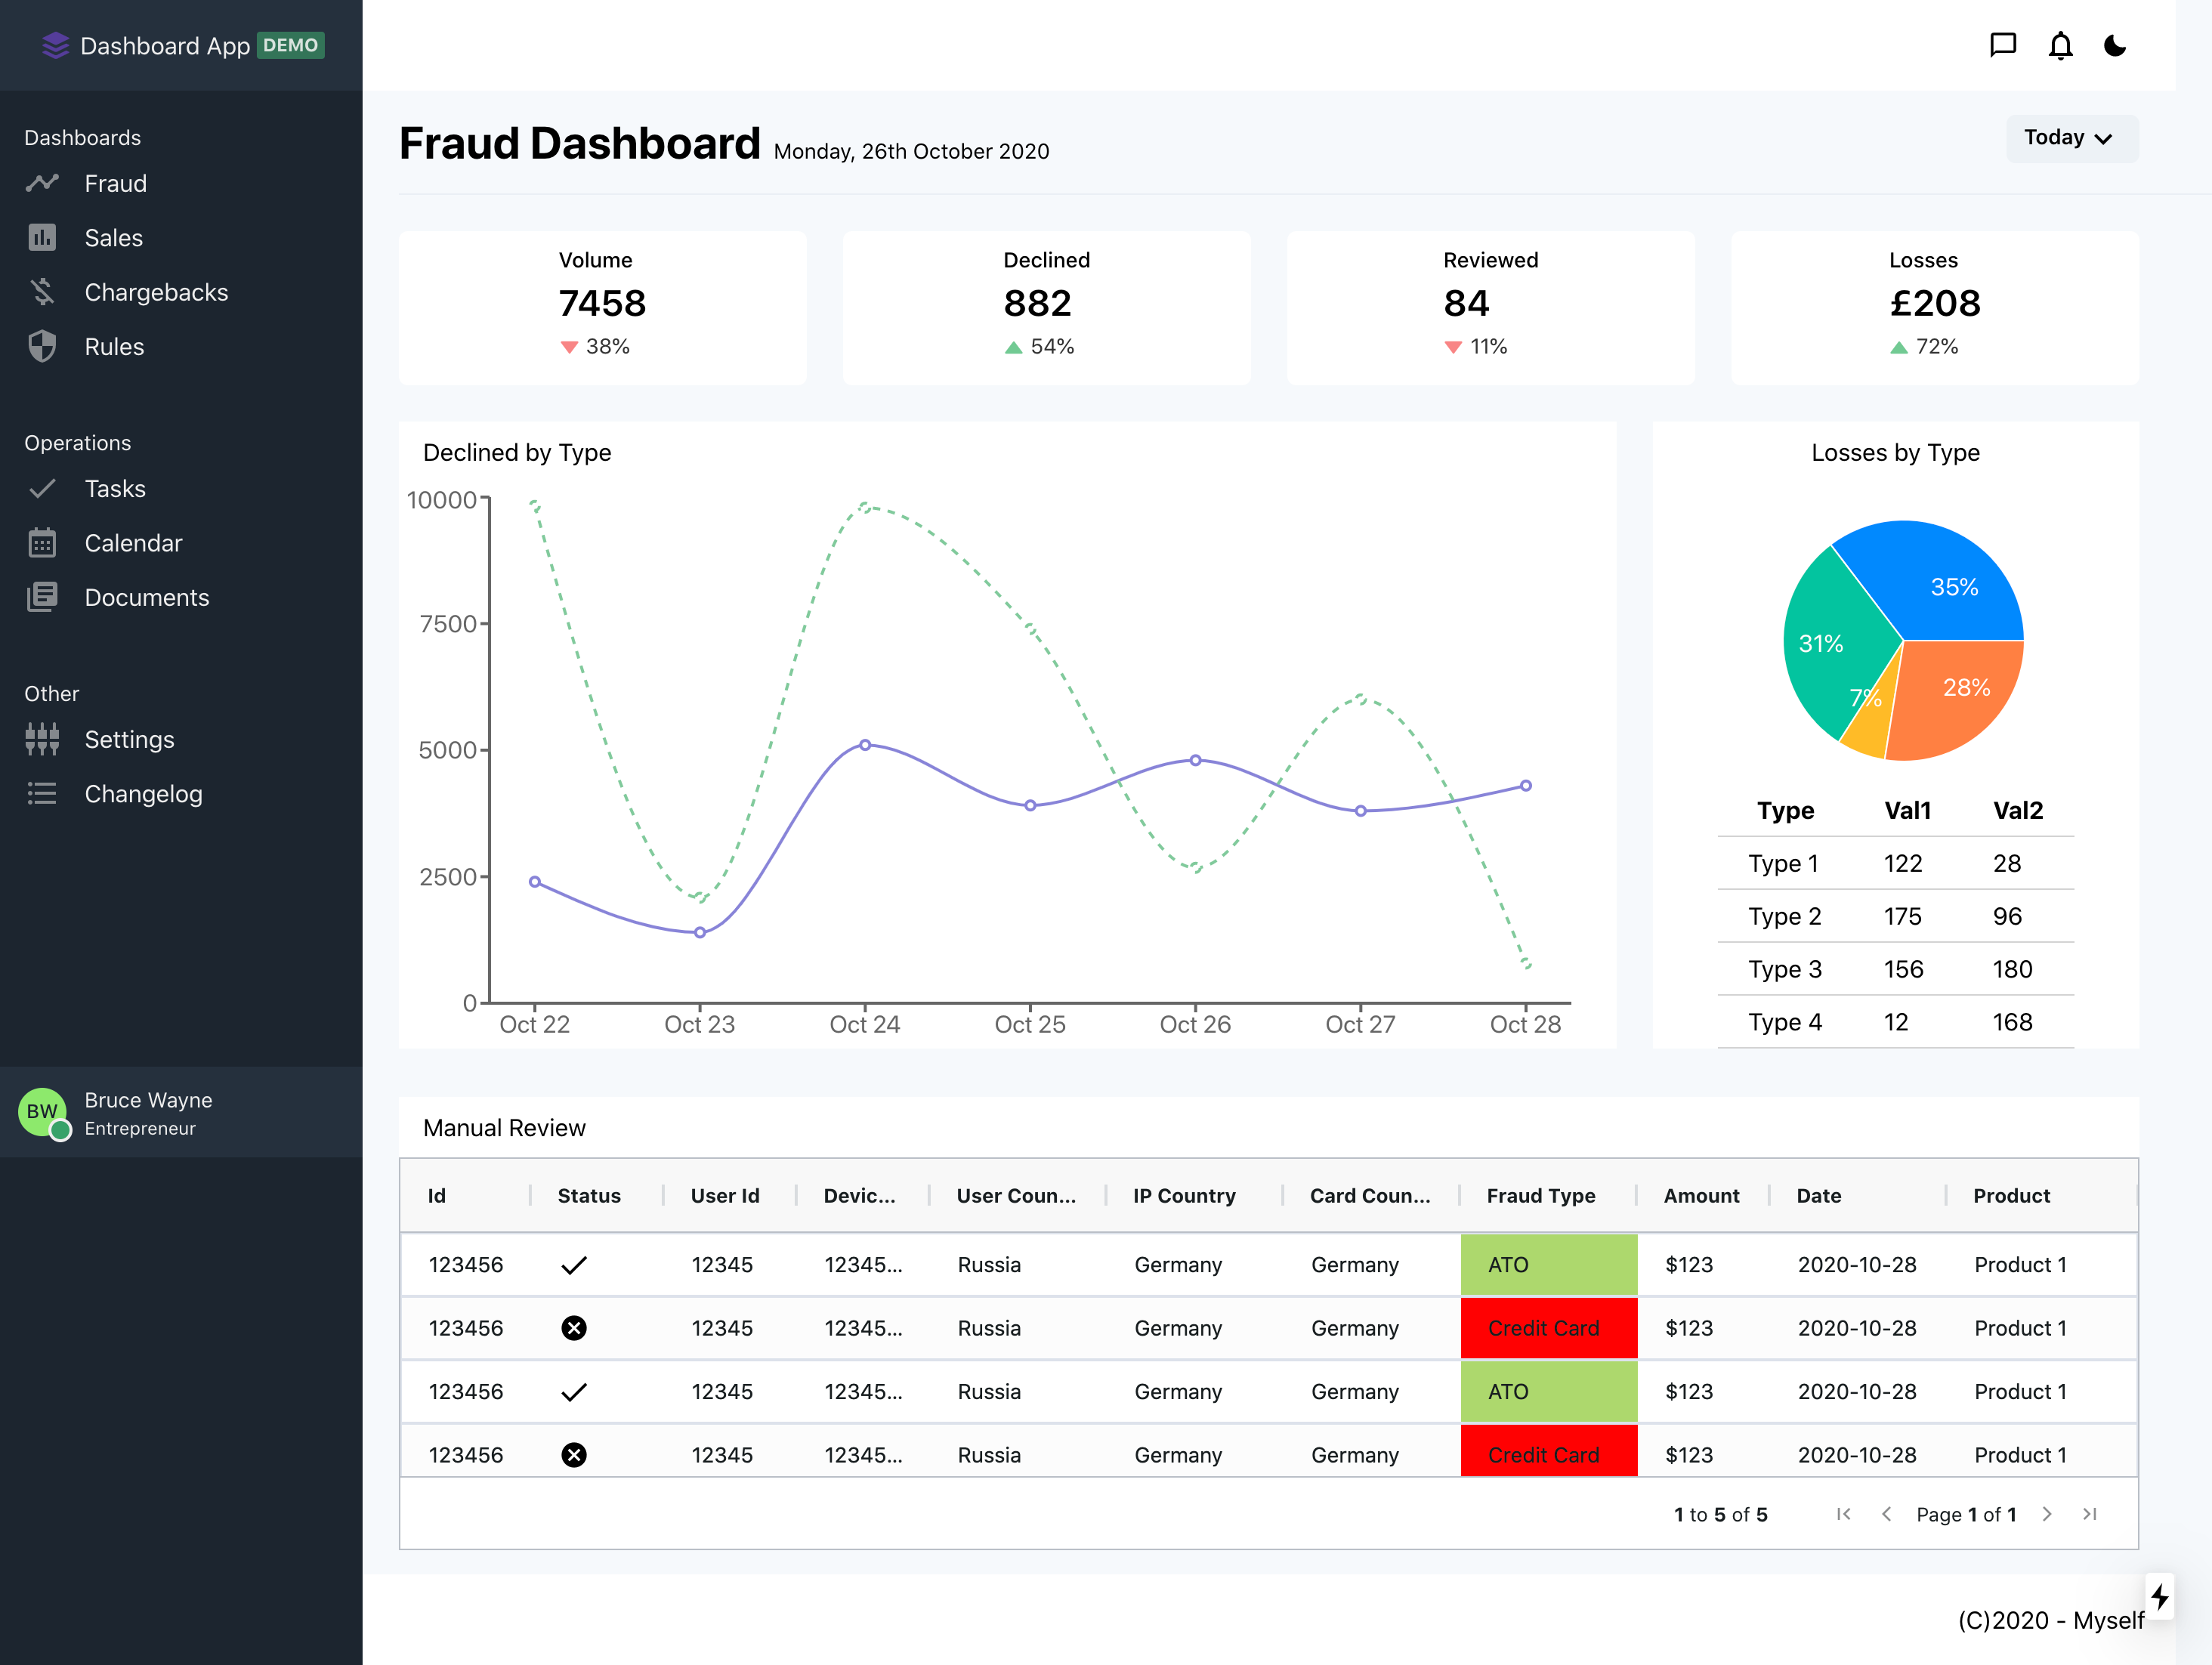 Dashboard App DEMO
Dashboards
Fraud
Sales
Chargebacks
Rules
Operations
Tasks
Calendar
Documents
Other
Settings
Changelog
BW
Bruce Wayne
Entrepreneur
Fraud Dashboard Monday, 26th October 2020
Today
Volume
7458
38%
Declined
882
54%
Reviewed
84
11%
Losses
£208
72%
Declined by Type
10000
7500
5000
2500
0
Oct 22 Oct 23 Oct 24 Oct 25 Oct 26 Oct 27 Oct 28
Losses by Type
35%
31%
7%
28%
Type Val1 Val2
Type 1 122 28
Type 2 175 96
Type 3 156 180
Type 4 12 168
Manual Review
Id Status User Id Devic... User Coun... IP Country Card Coun... Fraud Type Amount Date Product
123456 12345 12345... Russia Germany Germany ATO $123 2020-10-28 Product 1
123456 12345 12345... Russia Germany Germany Credit Card $123 2020-10-28 Product 1
123456 12345 12345... Russia Germany Germany ATO $123 2020-10-28 Product 1
123456 12345 12345... Russia Germany Germany Credit Card $123 2020-10-28 Product 1
1 to 5 of 5 Page 1 of 1
(C)2020 - Myself